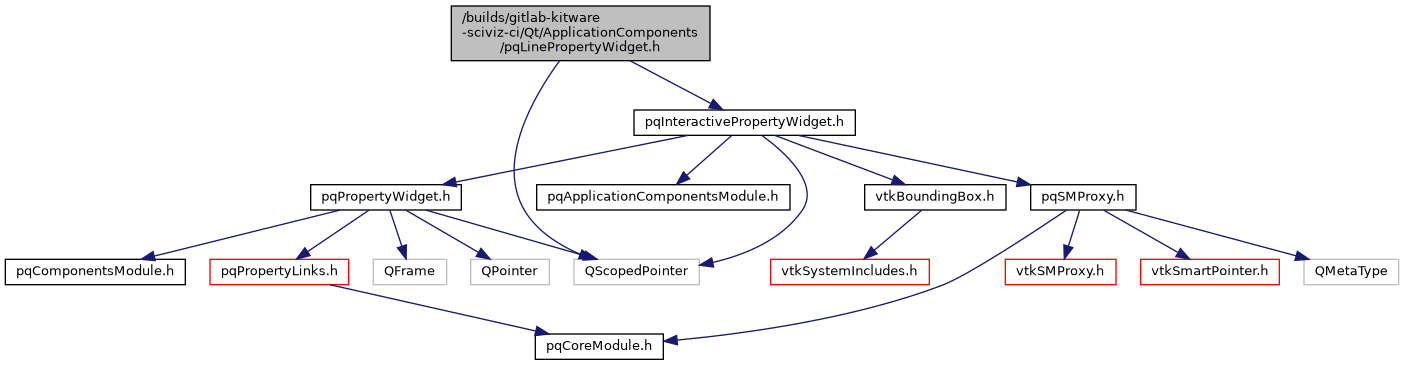 /builds/gitlab-kitware
-sciviz-ci/Qt/ApplicationComponents
/pqLinePropertyWidget.h
pqInteractivePropertyWidget.h
pqPropertyWidget.h
pqApplicationComponentsModule.h
vtkBoundingBox.h
pqSMProxy.h
pqComponentsModule.h
pqPropertyLinks.h
QFrame
QPointer
QScopedPointer
vtkSystemIncludes.h
vtkSMProxy.h
vtkSmartPointer.h
QMetaType
pqCoreModule.h